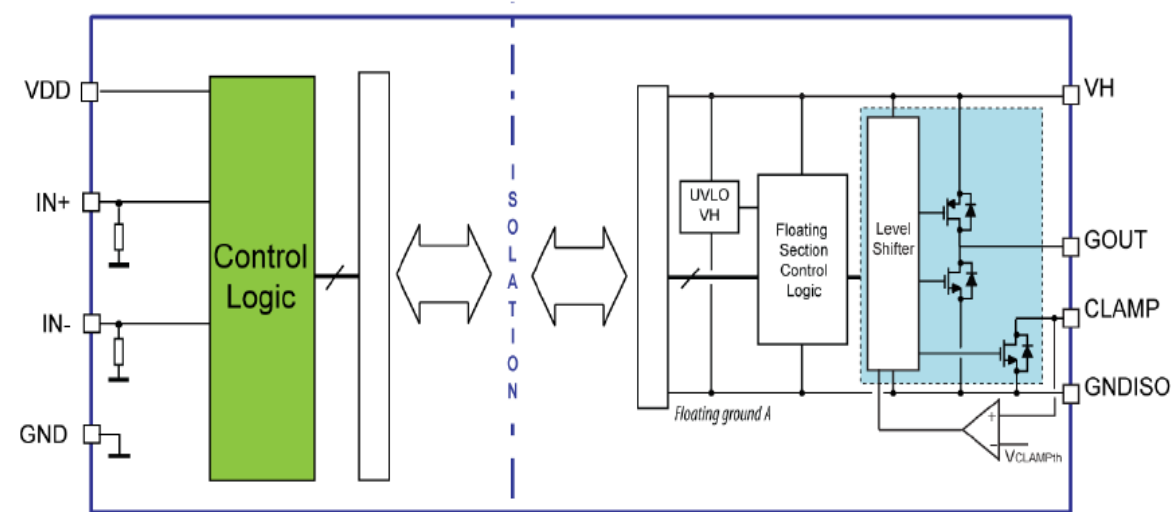 VDD
IN+
IN-
GND
Control
Logic
ISOLATION
UVLO
VH
Floating
Section
Control
Logic
Level
Shifter
VH
GOUT
CLAMP
GNDISO
Floating ground A
+
-
VCLAMPth